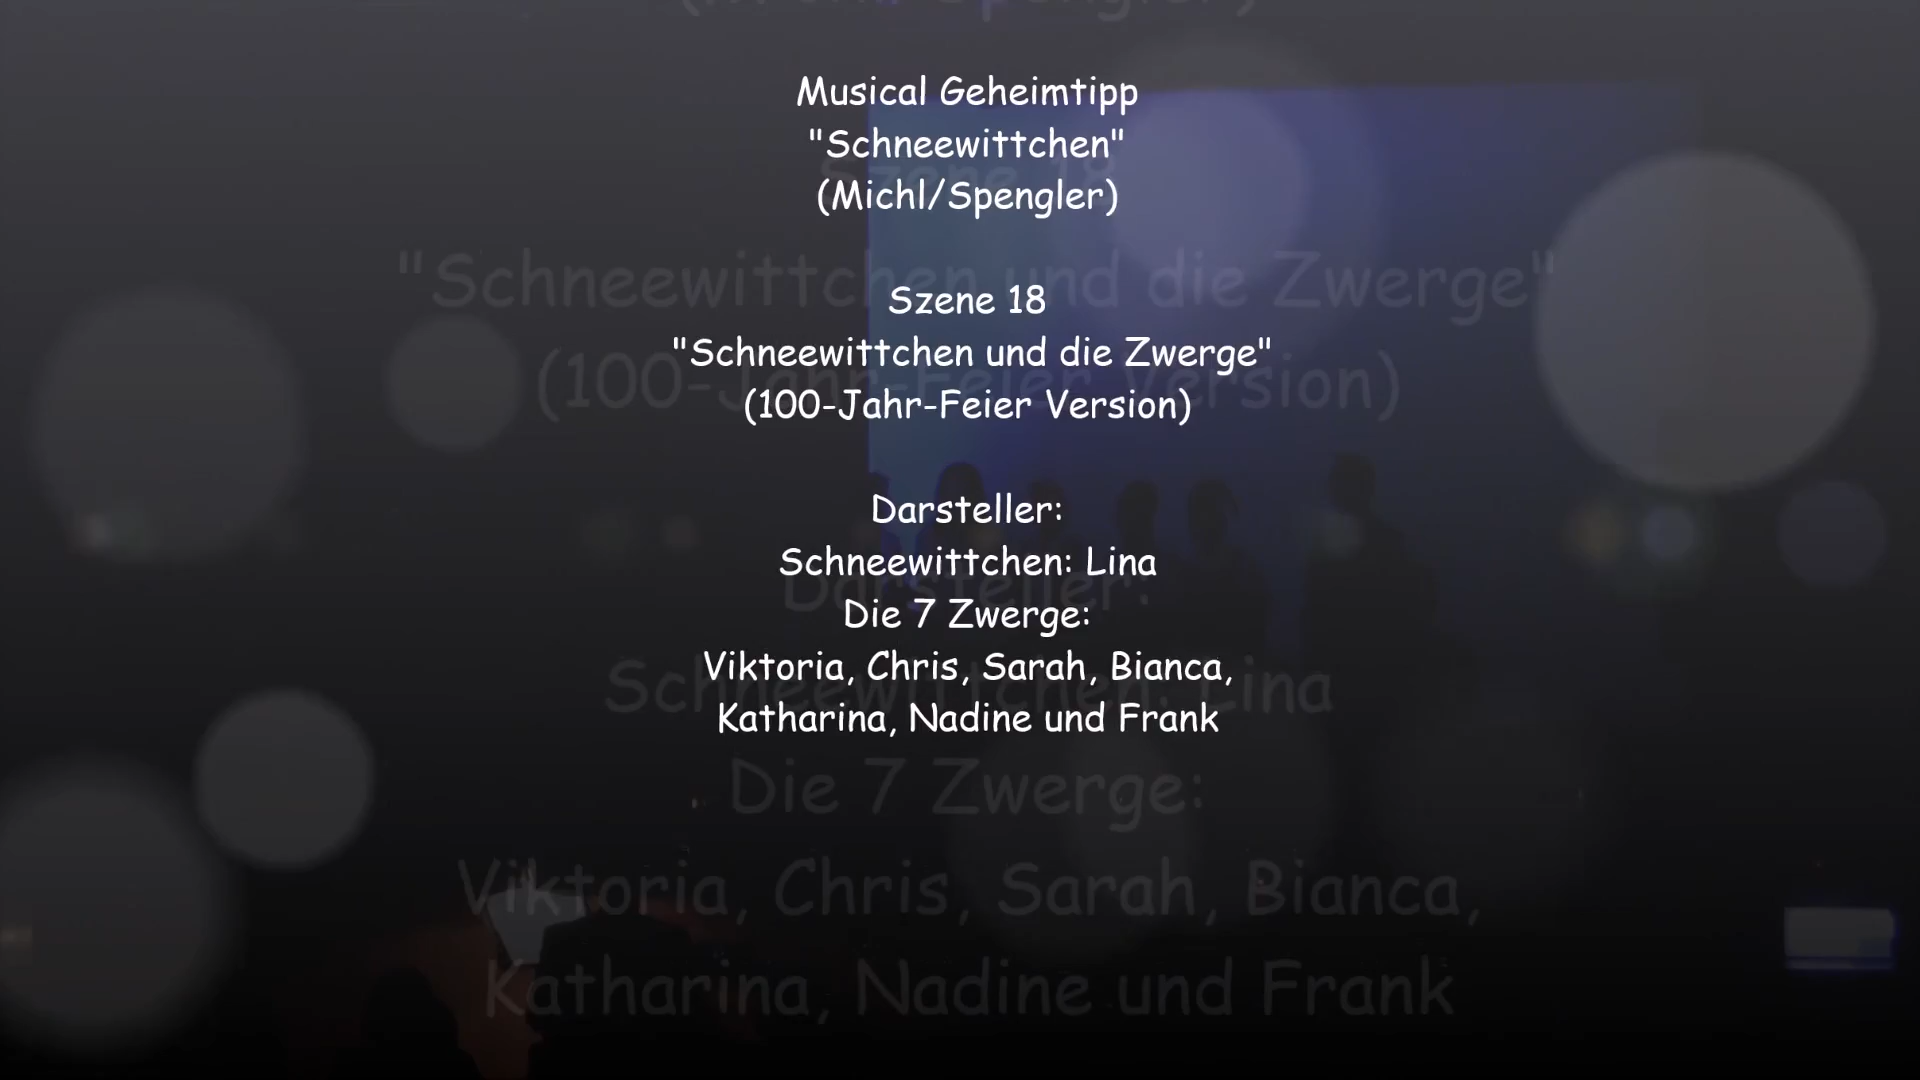 Musical Geheimtipp
"Schneewittchen"
(Michl/Spengler)
Szene 18
"Schneewittchen und die Zwerge"
(100-Jahr-Feier Version)
Darsteller:
Schneewittchen: Lina
Die 7 Zwerge:
Viktoria, Chris, Sarah, Bianca,
Katharina, Nadine und Frank